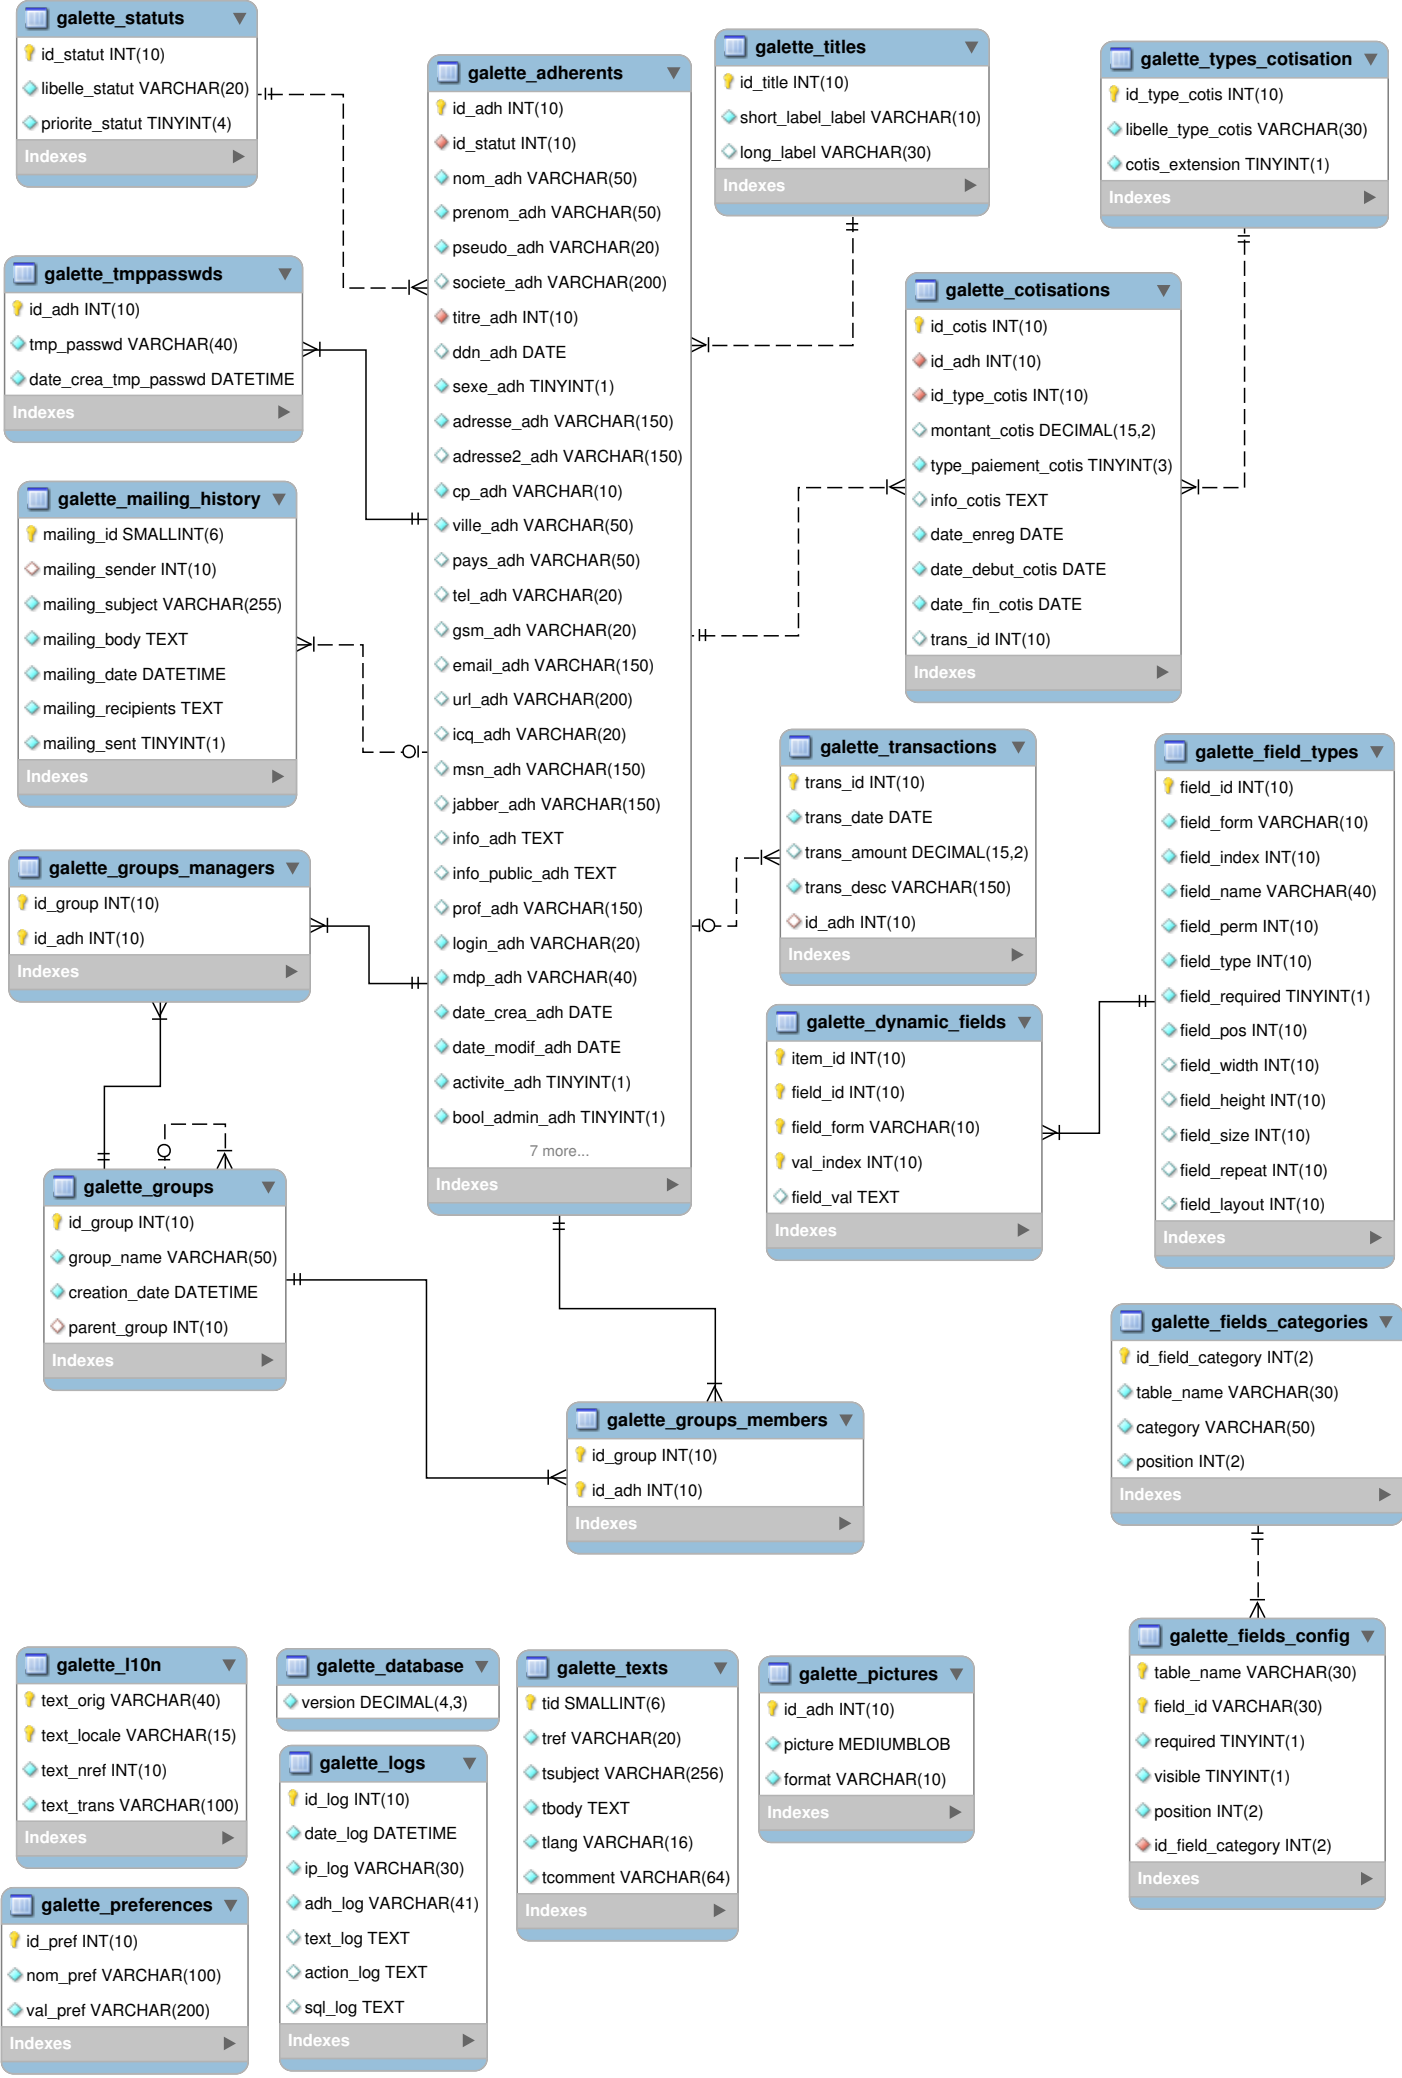 galette_statuts
id_statut INT(10)
libelle_statut VARCHAR(20)
priorite_statut TINYINT(4)
Indexes
galette_tmppasswds
id_adh INT(10)
tmp_passwd VARCHAR(40)
date_crea_tmp_passwd DATETIME
Indexes
galette_mailing_history
mailing_id SMALLINT(6)
mailing_sender INT(10)
mailing_subject VARCHAR(255)
mailing_body TEXT
mailing_date DATETIME
mailing_recipients TEXT
mailing_sent TINYINT(1)
Indexes
galette_groups_managers
id_group INT(10)
id_adh INT(10)
Indexes
galette_groups
id_group INT(10)
group_name VARCHAR(50)
creation_date DATETIME
parent_group INT(10)
Indexes
galette_adherents
id_adh INT(10)
id_statut INT(10)
nom_adh VARCHAR(50)
prenom_adh VARCHAR(50)
pseudo_adh VARCHAR(20)
societe_adh VARCHAR(200)
titre_adh INT(10)
ddn_adh DATE
sexe_adh TINYINT(1)
adresse_adh VARCHAR(150)
adresse2_adh VARCHAR(150)
cp_adh VARCHAR(10)
ville_adh VARCHAR(50)
pays_adh VARCHAR(50)
tel_adh VARCHAR(20)
gsm_adh VARCHAR(20)
email_adh VARCHAR(150)
url_adh VARCHAR(200)
icq_adh VARCHAR(20)
msn_adh VARCHAR(150)
jabber_adh VARCHAR(150)
info_adh TEXT
info_public_adh TEXT
prof_adh VARCHAR(150)
login_adh VARCHAR(20)
mdp_adh VARCHAR(40)
date_crea_adh DATE
date_modif_adh DATE
activite_adh TINYINT(1)
bool_admin_adh TINYINT(1)
7 more...
Indexes
galette_titles
id_title INT(10)
short_label_label VARCHAR(10)
long_label VARCHAR(30)
Indexes
galette_types_cotisation
id_type_cotis INT(10)
libelle_type_cotis VARCHAR(30)
cotis_extension TINYINT(1)
Indexes
galette_cotisations
id_cotis INT(10)
id_adh INT(10)
id_type_cotis INT(10)
montant_cotis DECIMAL(15,2)
type_paiement_cotis TINYINT(3)
info_cotis TEXT
date_enreg DATE
date_debut_cotis DATE
date_fin_cotis DATE
trans_id INT(10)
Indexes
galette_transactions
trans_id INT(10)
trans_date DATE
trans_amount DECIMAL(15,2)
trans_desc VARCHAR(150)
id_adh INT(10)
Indexes
galette_field_types
field_id INT(10)
field_form VARCHAR(10)
field_index INT(10)
field_name VARCHAR(40)
field_perm INT(10)
field_type INT(10)
field_required TINYINT(1)
field_pos INT(10)
field_width INT(10)
field_height INT(10)
field_size INT(10)
field_repeat INT(10)
field_layout INT(10)
Indexes
galette_dynamic_fields
item_id INT(10)
field_id INT(10)
field_form VARCHAR(10)
val_index INT(10)
field_val TEXT
Indexes
galette_groups_members
id_group INT(10)
id_adh INT(10)
Indexes
galette_fields_categories
id_field_category INT(2)
table_name VARCHAR(30)
category VARCHAR(50)
position INT(2)
Indexes
galette_fields_config
table_name VARCHAR(30)
field_id VARCHAR(30)
required TINYINT(1)
visible TINYINT(1)
position INT(2)
id_field_category INT(2)
Indexes
galette_l10n
text_orig VARCHAR(40)
text_locale VARCHAR(15)
text_nref INT(10)
text_trans VARCHAR(100)
Indexes
galette_preferences
id_pref INT(10)
nom_pref VARCHAR(100)
val_pref VARCHAR(200)
Indexes
galette_database
version DECIMAL(4,3)
galette_logs
id_log INT(10)
date_log DATETIME
ip_log VARCHAR(30)
adh_log VARCHAR(41)
text_log TEXT
action_log TEXT
sql_log TEXT
Indexes
galette_texts
tid SMALLINT(6)
tref VARCHAR(20)
tsubject VARCHAR(256)
tbody TEXT
tlang VARCHAR(16)
tcomment VARCHAR(64)
Indexes
galette_pictures
id_adh INT(10)
picture MEDIUMBLOB
format VARCHAR(10)
Indexes